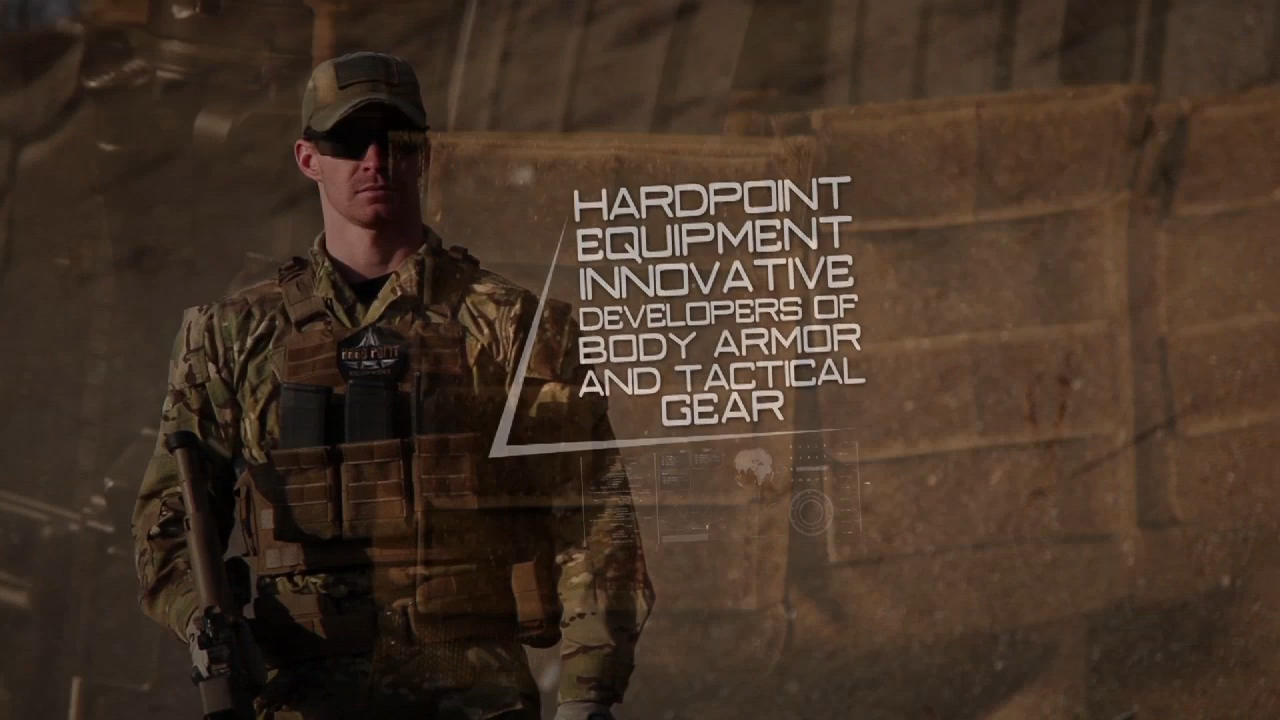 HARDPOINT
EQUIPMENT
INNOVATIVE
DEVELOPERS OF
BODY ARMOR
AND TACTICAL
GEAR